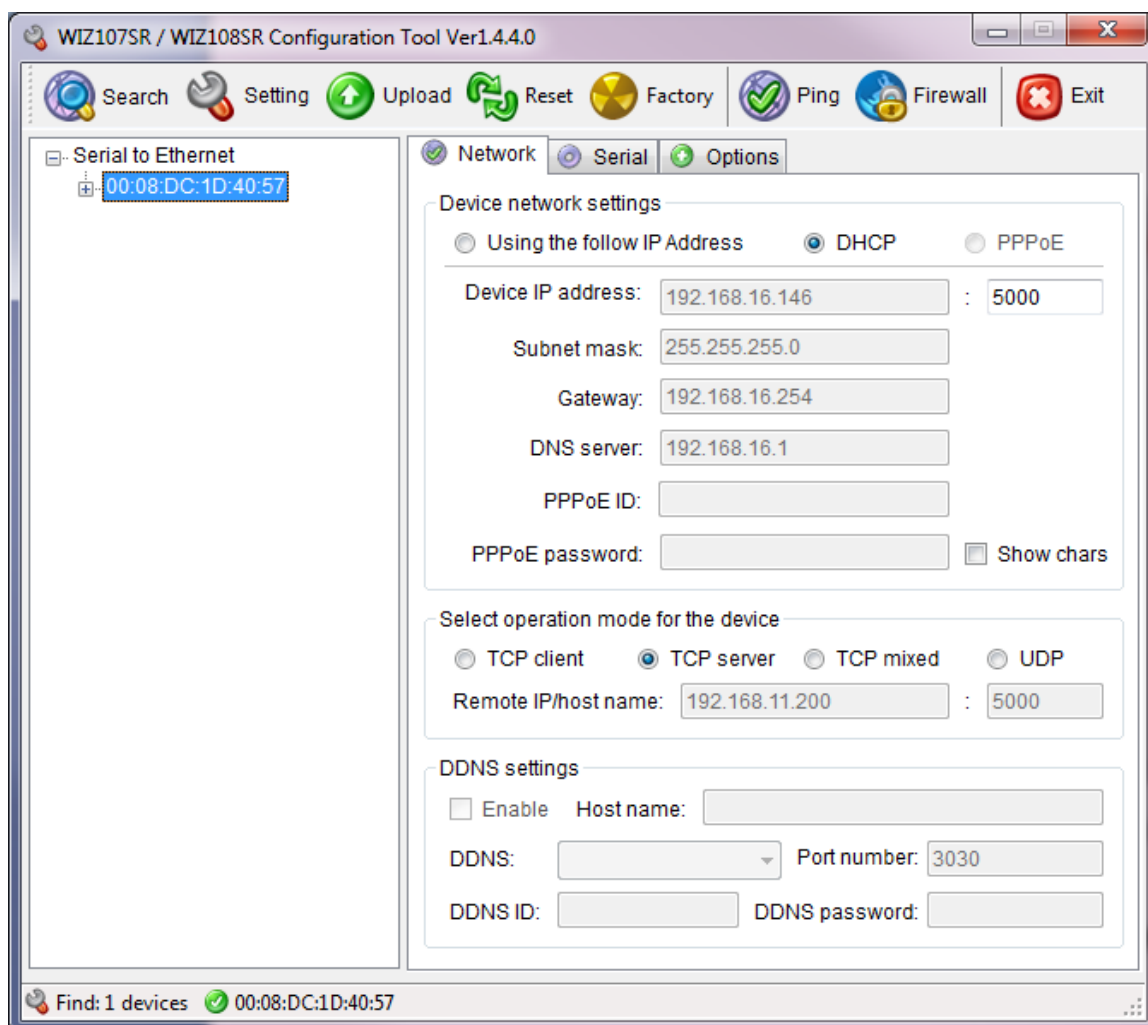 WIZ107SR / WIZ108SR Configuration Tool Ver1.4.4.0
Search Setting Upload Reset Factory Ping Firewall Exit
Serial to Ethernet
00:08:DC:1D:40:57
Network Serial Options
Device network settings
Using the follow IP Address DHCP PPPoE
Device IP address: 192.168.16.146 : 5000
Subnet mask: 255.255.255.0
Gateway: 192.168.16.254
DNS server: 192.168.16.1
PPPoE ID:
PPPoE password: Show chars
Select operation mode for the device
TCP client TCP server TCP mixed UDP
Remote IP/host name: 192.168.11.200 : 5000
DDNS settings
Enable Host name:
DDNS: Port number: 3030
DDNS ID: DDNS password:
Find: 1 devices 00:08:DC:1D:40:57